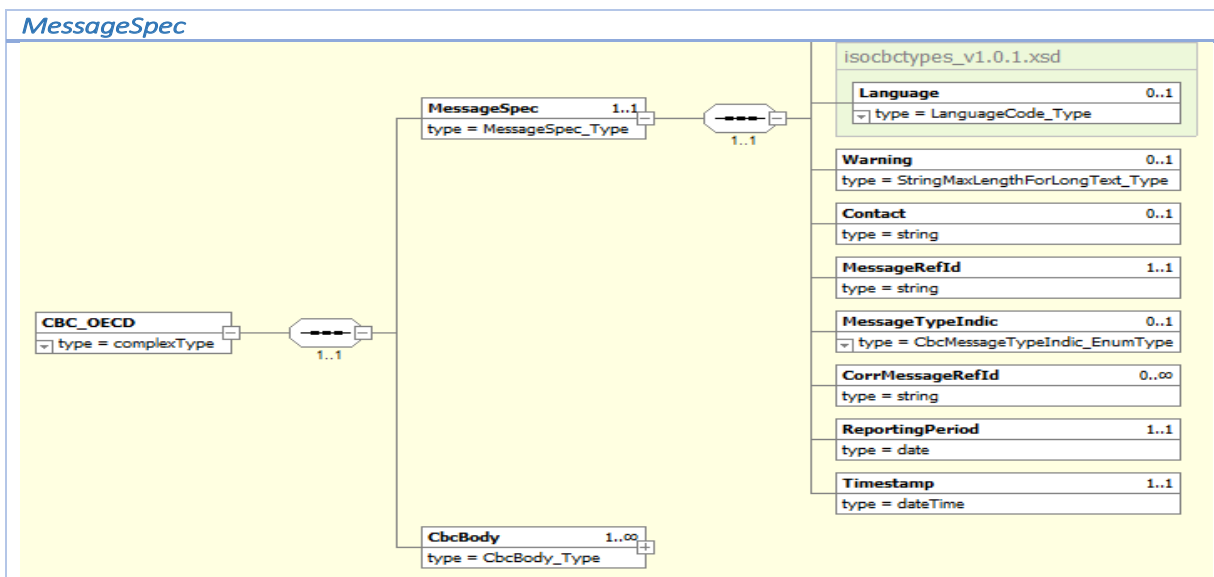 MessageSpec
isocbctypes_v1.0.1.xsd
Language 0..1
type = LanguageCode_Type
MessageSpec 1..1
type = MessageSpec_Type
1..1
Warning 0..1
type = StringMaxLengthForLongText_Type
Contact 0..1
type = string
MessageRefId 1..1
type = string
CBC_OECD
type = complexType
1..1
MessageTypeIndic 0..1
type = CbcMessageTypeIndic_EnumType
CorrMessageRefId 0..∞
type = string
ReportingPeriod 1..1
type = date
Timestamp 1..1
type = dateTime
CbcBody 1..∞
type = CbcBody_Type